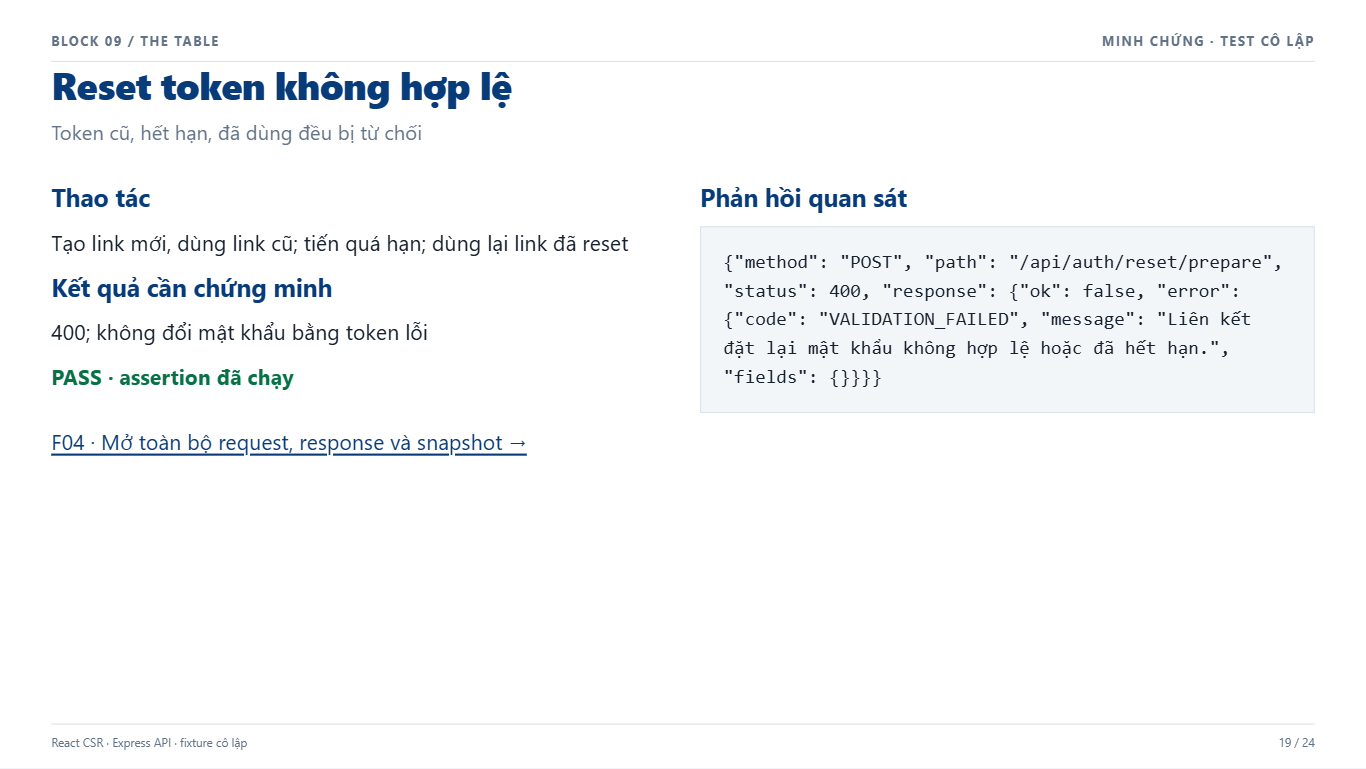 BLOCK 09 / THE TABLE
MINH CHỨNG · TEST CÔ LẬP
Reset token không hợp lệ
Token cũ, hết hạn, đã dùng đều bị từ chối
Thao tác
Tạo link mới, dùng link cũ; tiến quá hạn; dùng lại link đã reset
Kết quả cần chứng minh
400; không đổi mật khẩu bằng token lỗi
PASS · assertion đã chạy
F04 · Mở toàn bộ request, response và snapshot →
Phản hồi quan sát
{"method": "POST", "path": "/api/auth/reset/prepare",
"status": 400, "response": {"ok": false, "error":
{"code": "VALIDATION_FAILED", "message": "Liên kết
đặt lại mật khẩu không hợp lệ hoặc đã hết hạn.",
"fields": {}}}}
React CSR · Express API · fixture cô lập
19 / 24